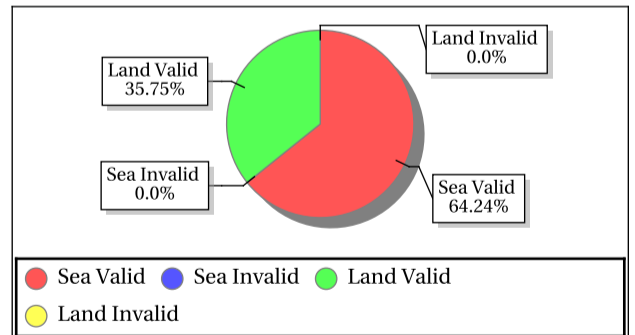 Land Invalid
0.0%
Land Valid
35.75%
Sea Invalid
0.0%
Sea Valid
64.24%
Sea Valid Sea Invalid Land Valid
Land Invalid